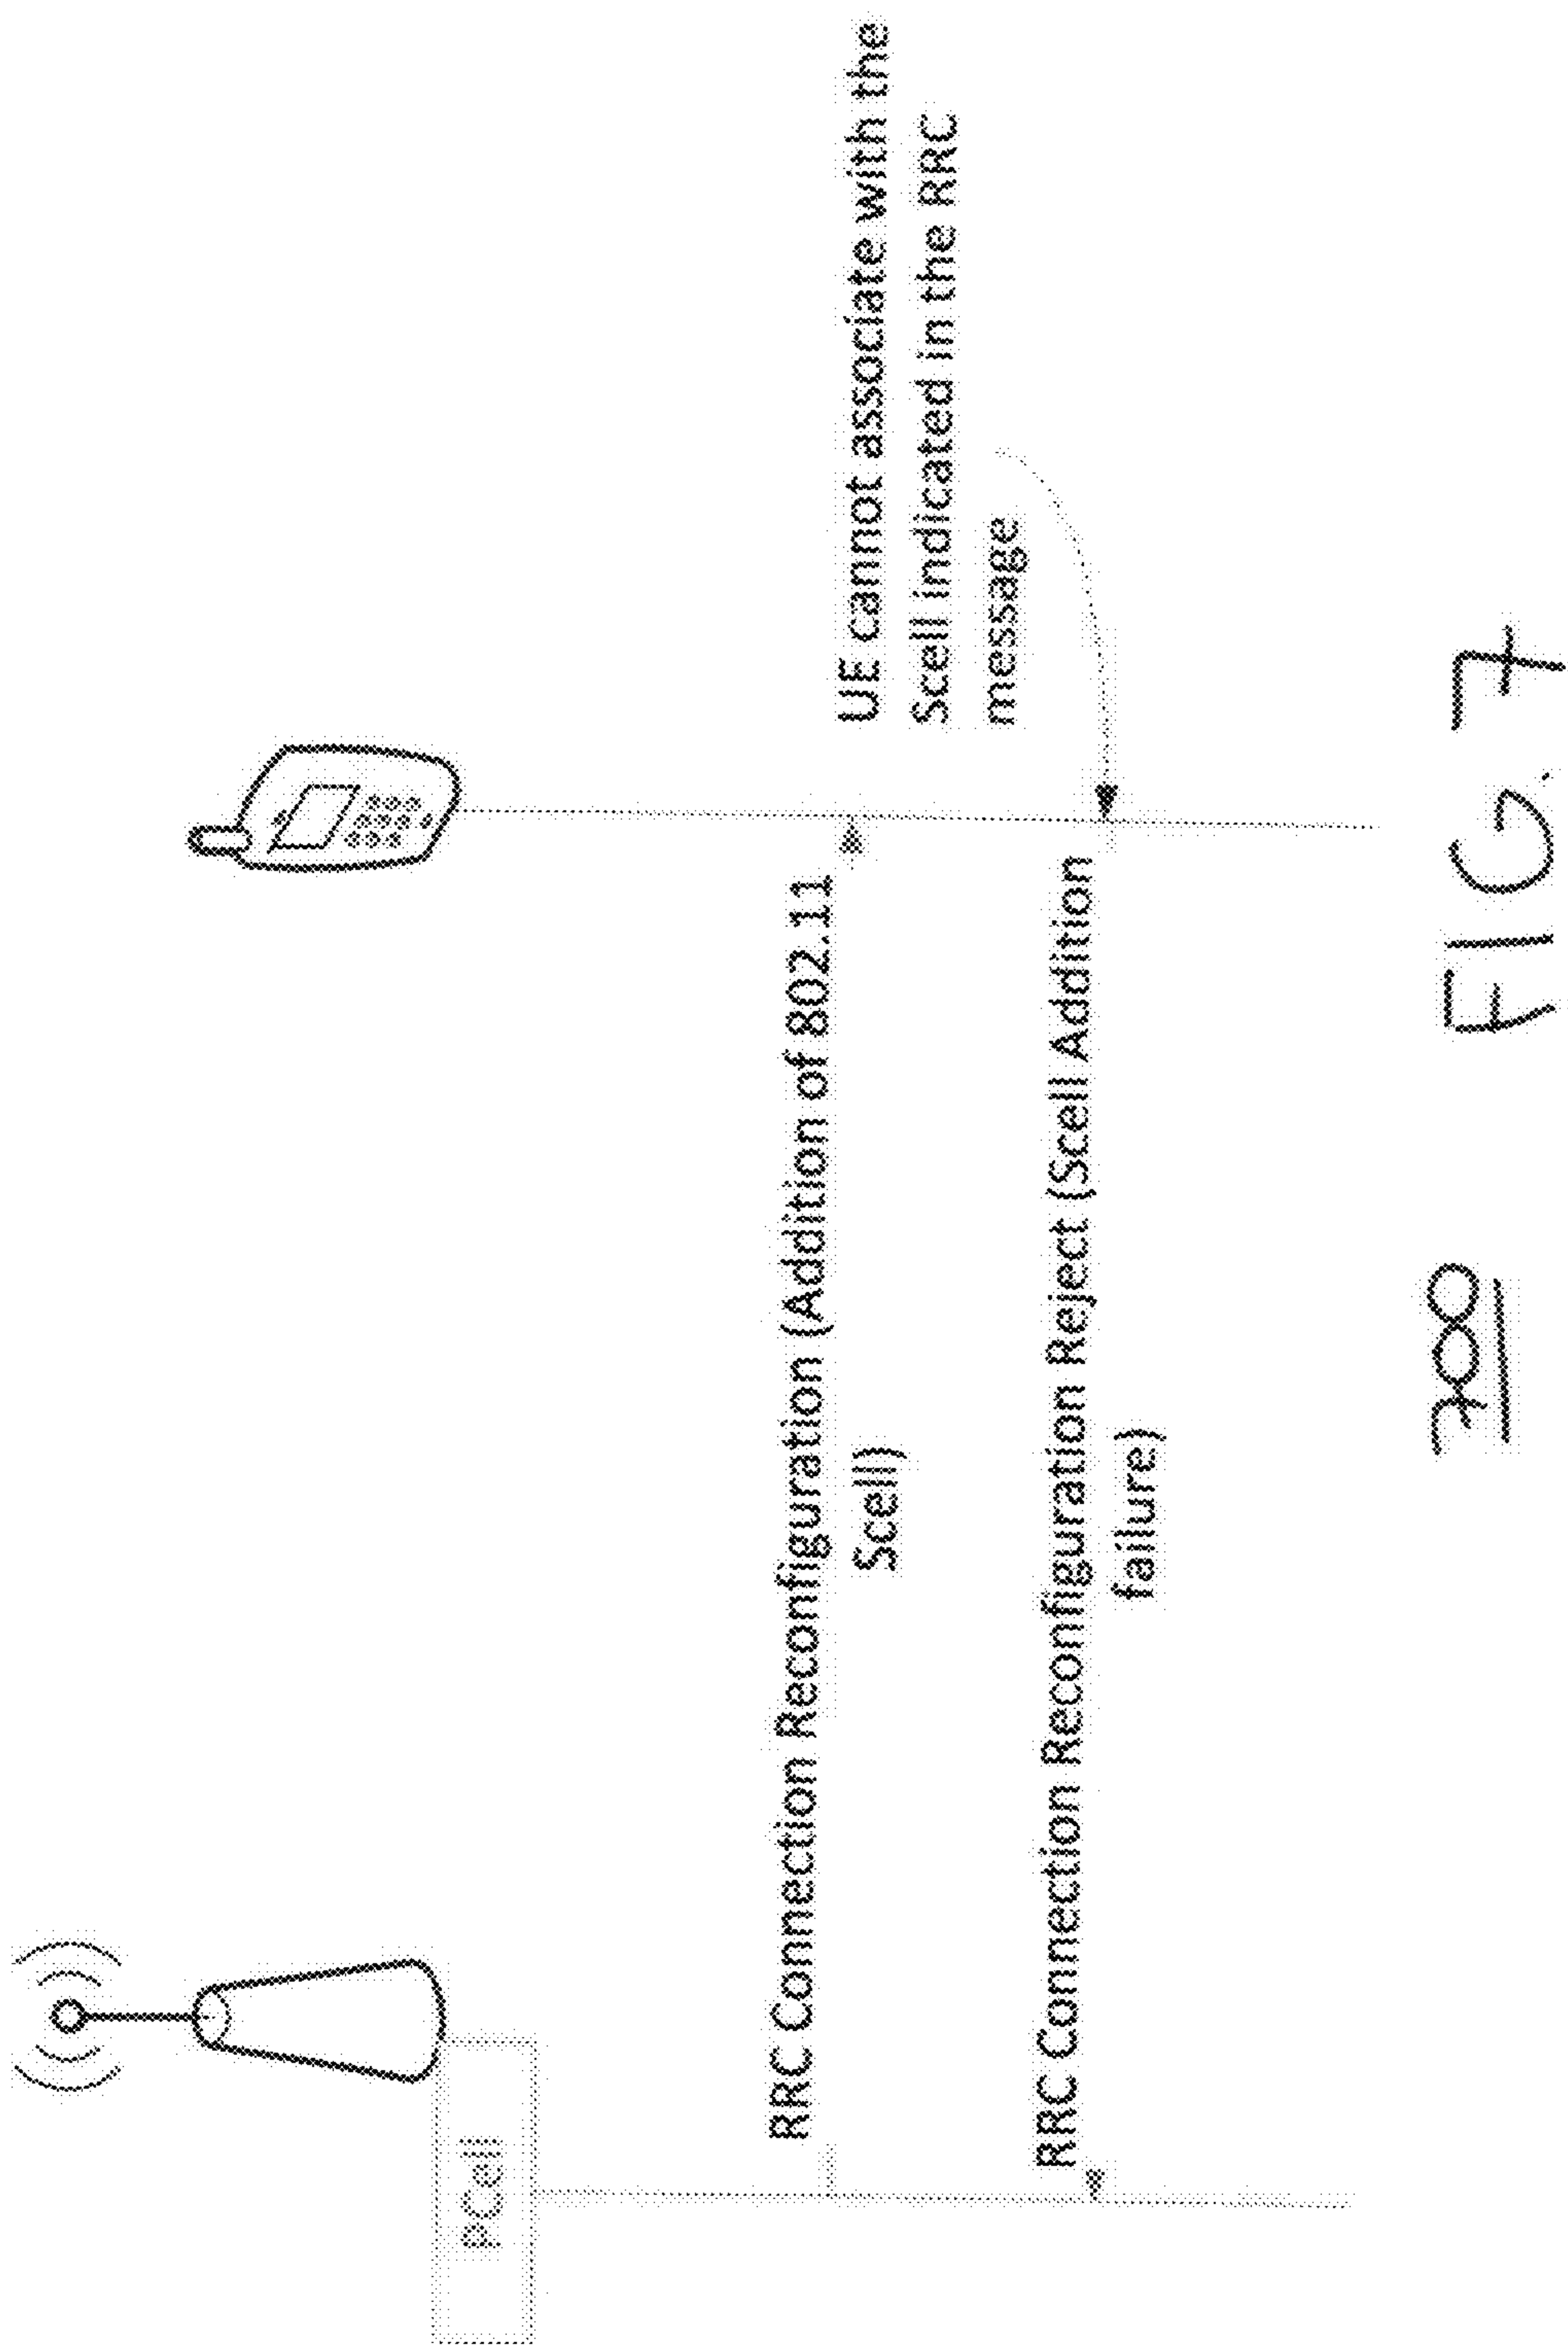 PCell
RRC Connection Reconfiguration (Addition of 802.11
Scell)
UE cannot associate with the
Scell indicated in the RRC
message
RRC Connection Reconfiguration Reject (Scell Addition
failure)
700
FIG. 7